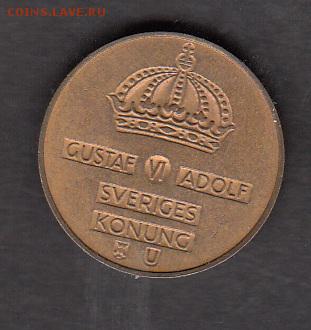 COINS.LAVE.RU
GUSTAF VI ADOLF
SVERIGES
KONUNG
U